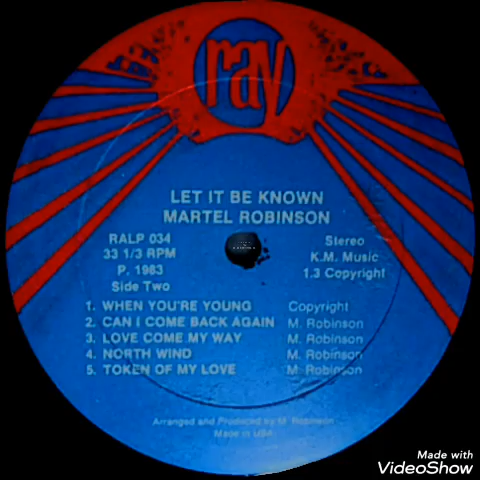 ray
LET IT BE KNOWN
MARTEL ROBINSON
RALP 034
33 1/3 RPM
P. 1983
Side Two
Stereo
K.M. Music
1.3 Copyright
1. WHEN YOU'RE YOUNG Copyright
2. CAN I COME BACK AGAIN M. Robinson
3. LOVE COME MY WAY M. Robinson
4. NORTH WIND M. Robinson
5. TOKEN OF MY LOVE M. Robinson
Arranged and Produced by M. Robinson
Made in USA
Made with
VideoShow